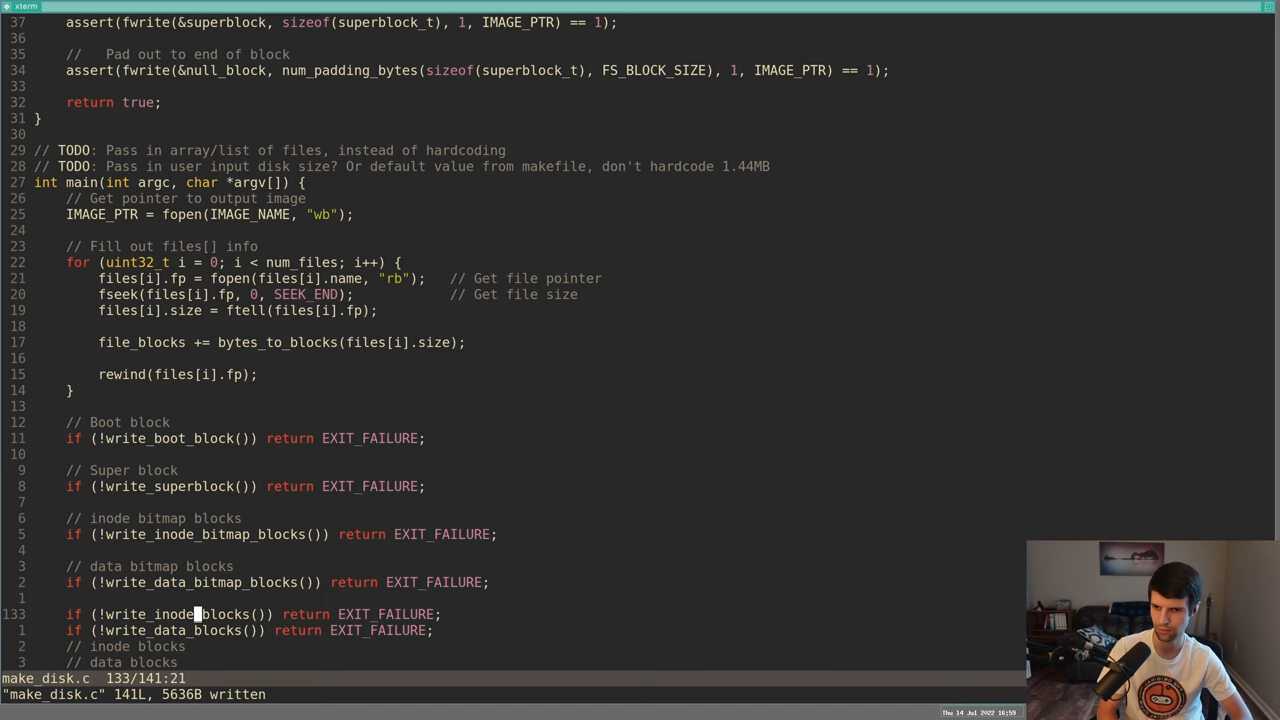 xterm
37 assert(fwrite(&superblock, sizeof(superblock_t), 1, IMAGE_PTR) == 1);
36
35 //   Pad out to end of block
34 assert(fwrite(&null_block, num_padding_bytes(sizeof(superblock_t), FS_BLOCK_SIZE), 1, IMAGE_PTR) == 1);
33
32 return true;
31 }
30
29 // TODO: Pass in array/list of files, instead of hardcoding
28 // TODO: Pass in user input disk size? Or default value from makefile, don't hardcode 1.44MB
27 int main(int argc, char *argv[]) {
26 // Get pointer to output image
25 IMAGE_PTR = fopen(IMAGE_NAME, "wb");
24
23 // Fill out files[] info
22 for (uint32_t i = 0; i < num_files; i++) {
21 files[i].fp = fopen(files[i].name, "rb");   // Get file pointer
20 fseek(files[i].fp, 0, SEEK_END);            // Get file size
19 files[i].size = ftell(files[i].fp);
18
17 file_blocks += bytes_to_blocks(files[i].size);
16
15 rewind(files[i].fp);
14 }
13
12 // Boot block
11 if (!write_boot_block()) return EXIT_FAILURE;
10
9 // Super block
8 if (!write_superblock()) return EXIT_FAILURE;
7
6 // inode bitmap blocks
5 if (!write_inode_bitmap_blocks()) return EXIT_FAILURE;
4
3 // data bitmap blocks
2 if (!write_data_bitmap_blocks()) return EXIT_FAILURE;
1
133 if (!write_inode_blocks()) return EXIT_FAILURE;
1 if (!write_data_blocks()) return EXIT_FAILURE;
2 // inode blocks
3 // data blocks
make_disk.c  133/141:21
"make_disk.c" 141L, 5636B written
Thu 14 Jul 2022 16:59